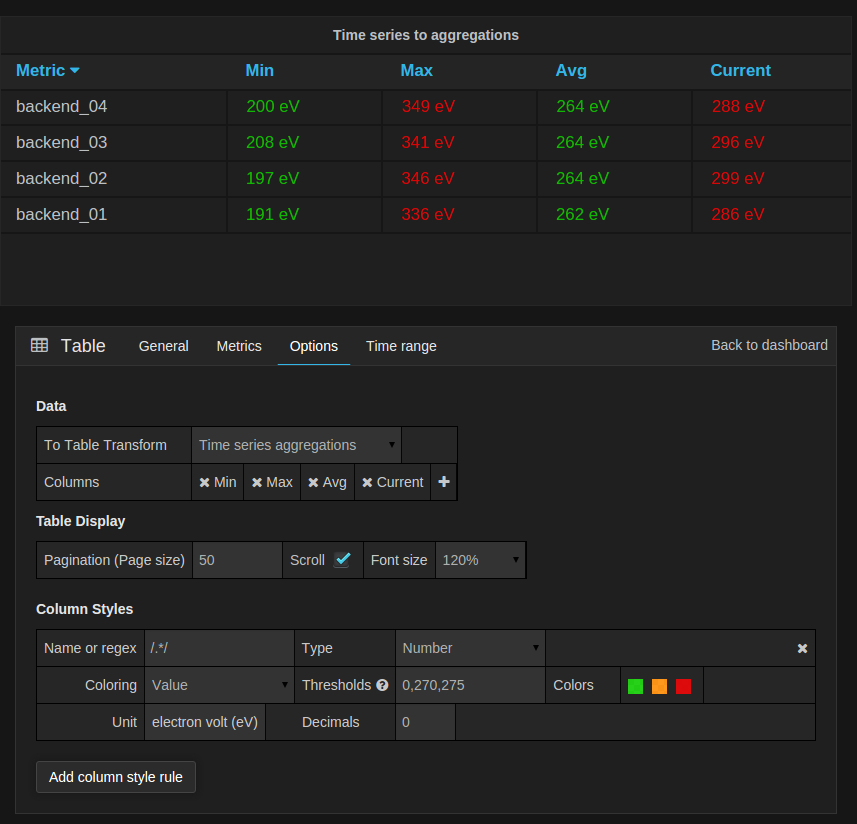 Time series to aggregations
Metric Min Max Avg Current
backend_04 200 eV 349 eV 264 eV 288 eV
backend_03 208 eV 341 eV 264 eV 296 eV
backend_02 197 eV 346 eV 264 eV 299 eV
backend_01 191 eV 336 eV 262 eV 286 eV
Table General Metrics Options Time range Back to dashboard
Data
To Table Transform Time series aggregations
Columns Min Max Avg Current
Table Display
Pagination (Page size) 50 Scroll Font size 120%
Column Styles
Name or regex /.*/ Type Number
Coloring Value Thresholds 0,270,275 Colors
Unit electron volt (eV) Decimals 0
Add column style rule